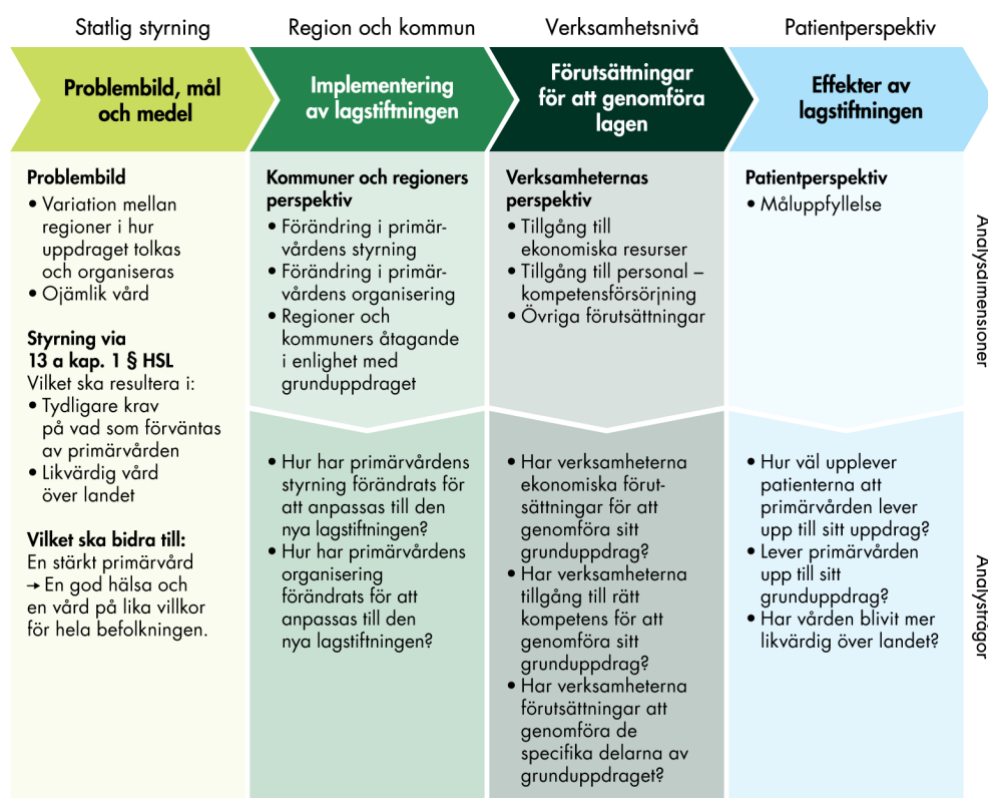 Statlig styrning
Region och kommun
Verksamhetsnivå
Patientperspektiv
Problembild, mål
och medel
Implementering
av lagstiftningen
Förutsättningar
för att genomföra
lagen
Effekter av
lagstiftningen
Problembild
• Variation mellan
regioner i hur
uppdraget tolkas
och organiseras
• Ojämlik vård
Styrning via
13 a kap. 1 § HSL
Vilket ska resultera i:
• Tydligare krav
på vad som förväntas
av primärvården
• Likvärdig vård
över landet
Vilket ska bidra till:
En stärkt primärvård
→ En god hälsa och
en vård på lika villkor
för hela befolkningen.
Kommuner och regioners
perspektiv
• Förändring i primär-
vårdens styrning
• Förändring i primär-
vårdens organisering
• Regioner och
kommuners åtagande
i enlighet med
grunduppdraget
• Hur har primärvårdens
styrning förändrats för
att anpassas till den
nya lagstiftningen?
• Hur har primärvårdens
organisering
förändrats för att
anpassas till den
nya lagstiftningen?
Verksamheternas
perspektiv
• Tillgång till
ekonomiska resurser
• Tillgång till personal –
kompetensförsörjning
• Övriga förutsättningar
• Har verksamheterna
ekonomiska förut-
sättningar för att
genomföra sitt
grunduppdrag?
• Har verksamheterna
tillgång till rätt
kompetens för att
genomföra sitt
grunduppdrag?
• Har verksamheterna
förutsättningar att
genomföra de
specifika delarna av
grunduppdraget?
Patientperspektiv
• Måluppfyllelse
• Hur väl upplever
patienterna att
primärvården lever
upp till sitt uppdrag?
• Lever primärvården
upp till sitt
grunduppdrag?
• Har vården blivit mer
likvärdig över landet?
Analysdimensioner
Analysfrågor